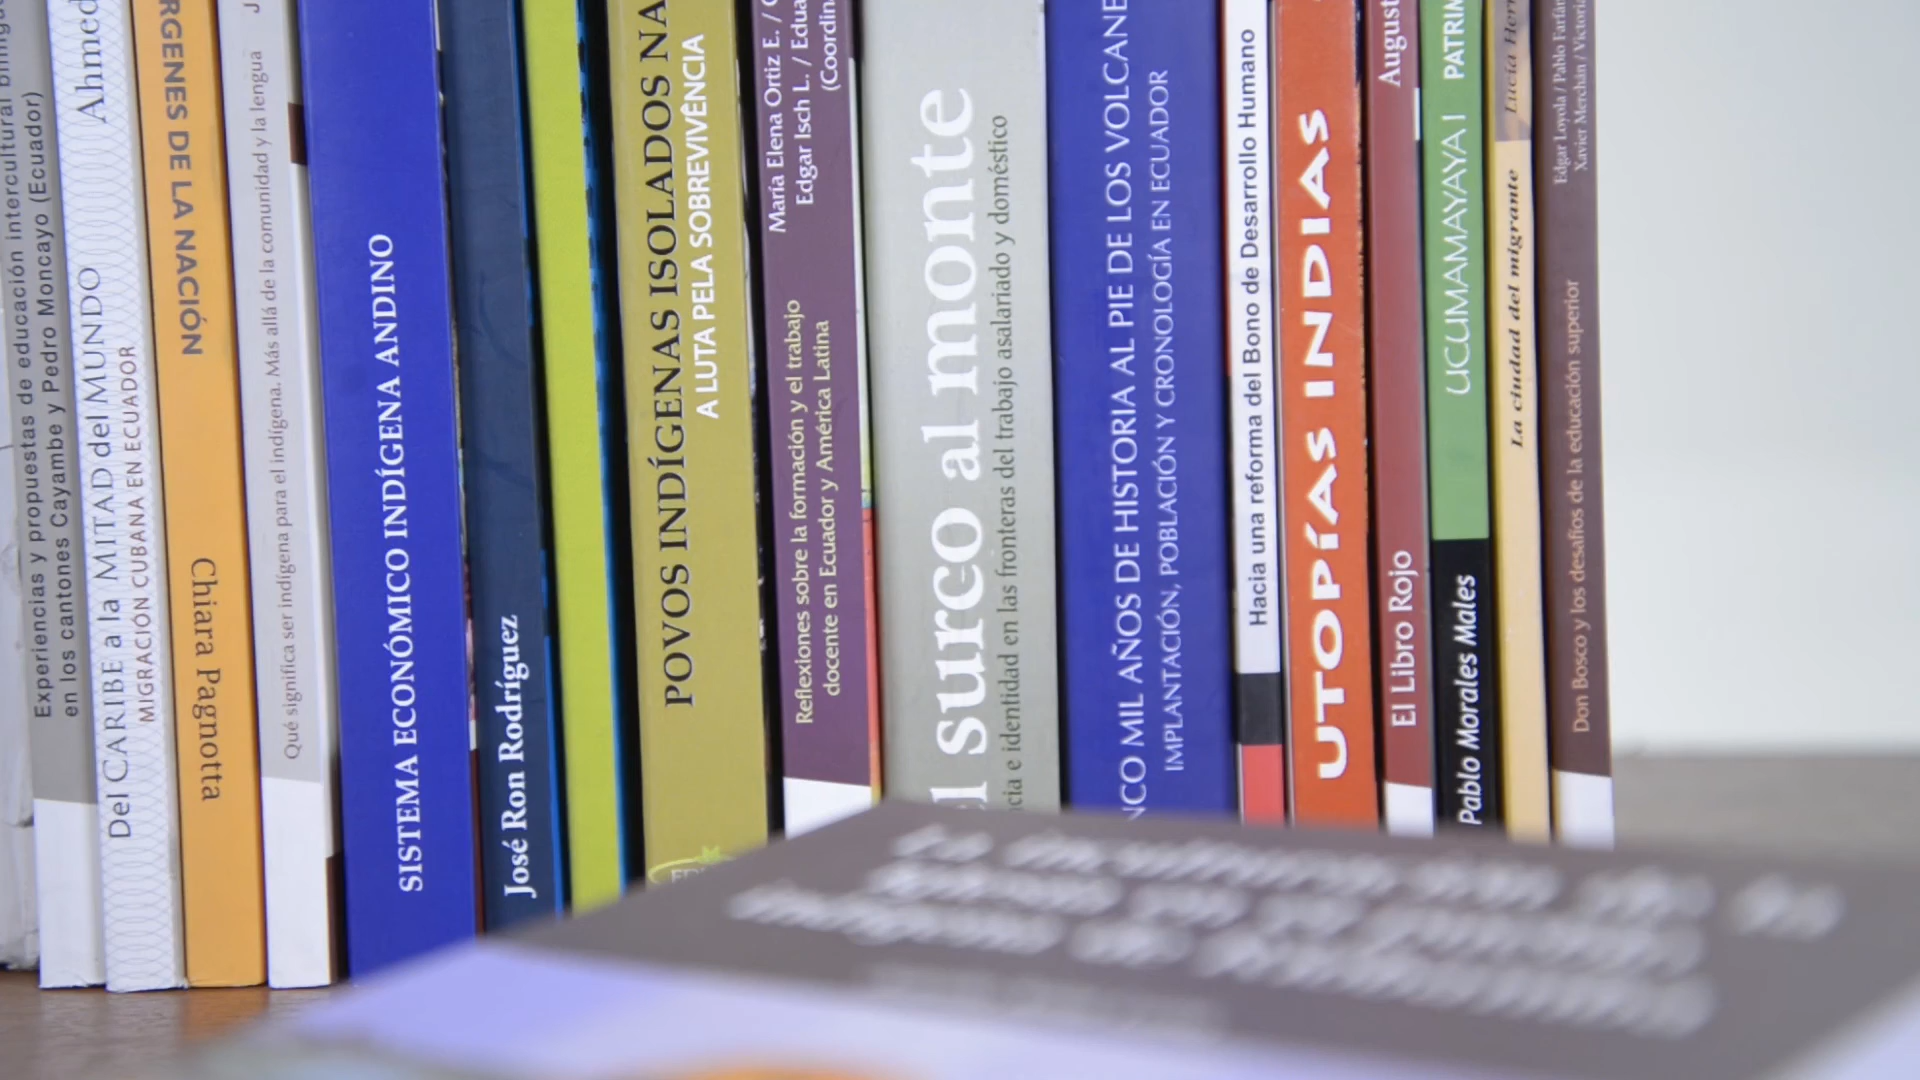 Experiencias y propuestas de educación intercultural
en los cantones Cayambe y Pedro Moncayo (Ecuador)
Del CARIBE a la MITAD del MUNDO
MIGRACIÓN CUBANA EN ECUADOR
Ahmed
DE LA NACIÓN
Chiara Pagnotta
Qué significa ser indígena para el indígena. Más allá de la comunidad y la lengua
SISTEMA ECONÓMICO INDÍGENA ANDINO
José Ron Rodríguez
POVOS INDÍGENAS ISOLADOS NA
A LUTA PELA SOBREVIVÊNCIA
María Elena Ortiz E. /
Edgar Isch L. /
Reflexiones sobre la formación y el trabajo
docente en Ecuador y América Latina
surco al monte
e identidad en las fronteras del trabajo asalariado y doméstico
MIL AÑOS DE HISTORIA AL PIE DE LOS
IMPLANTACIÓN, POBLACIÓN Y CRONOLOGÍA EN ECUADOR
Hacia una reforma del Bono de Desarrollo Humano
UTOPÍAS INDIAS
August
El Libro Rojo
UCUMAMAYAYA I PATRIM
Pablo Morales Males
Lucía
La ciudad del migrante
Edgar Loyola / Pablo
Xavier Merchán / Victoria
Don Bosco y los desafíos de la educación superior